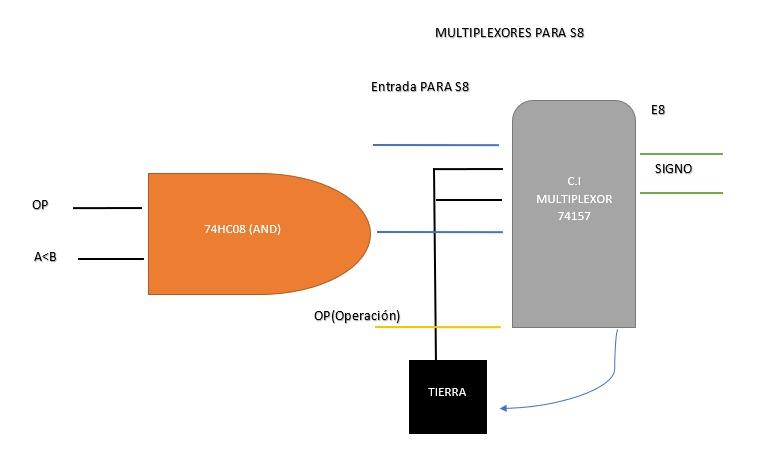 MULTIPLEXORES PARA S8
Entrada PARA S8
E8
C.I
MULTIPLEXOR
74157
SIGNO
OP
74HC08 (AND)
A<B
OP(Operación)
TIERRA